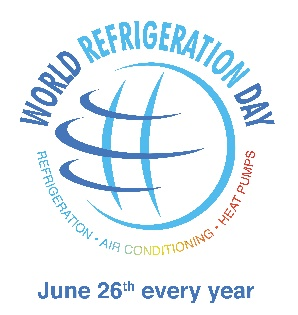 WORLD REFRIGERATION DAY
REFRIGERATION • AIR CONDITIONING • HEAT PUMPS
June 26th every year